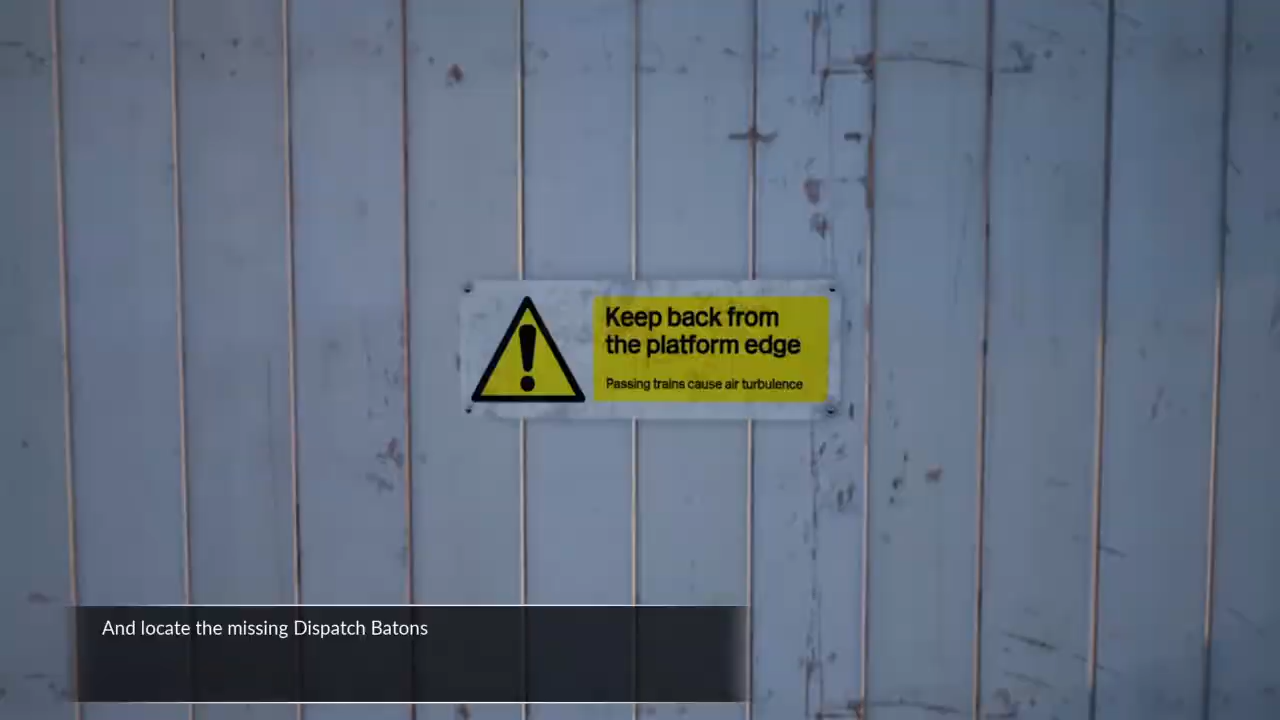 Keep back from
the platform edge
Passing trains cause air turbulence
And locate the missing Dispatch Batons